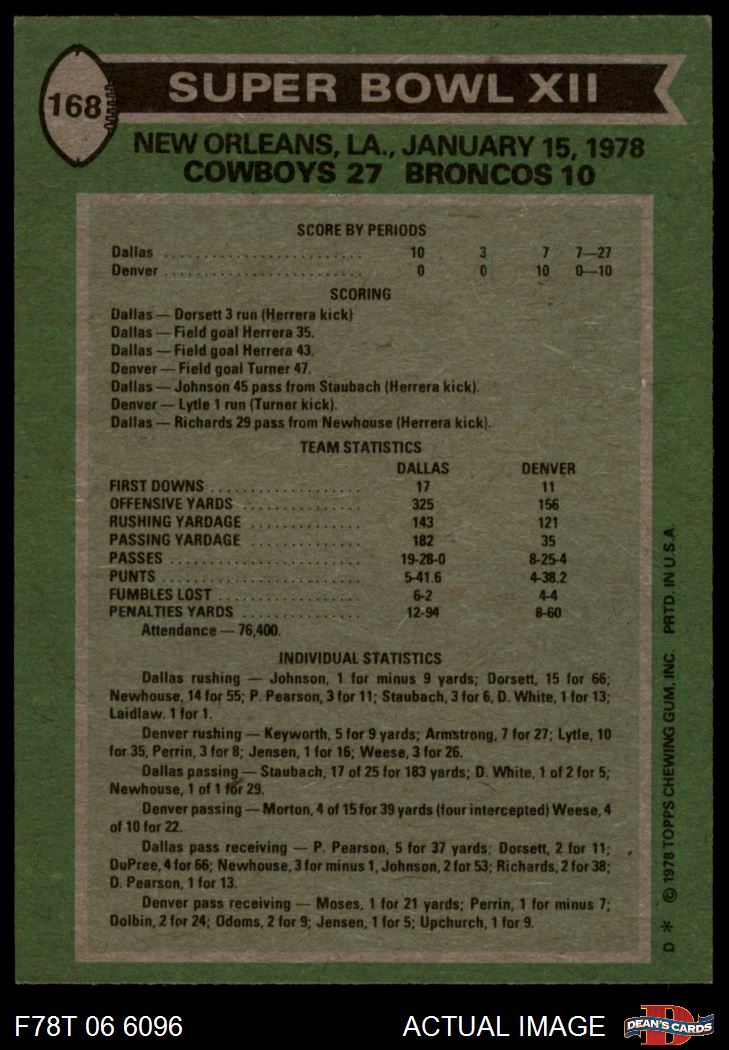 168
SUPER BOWL XII
NEW ORLEANS, LA., JANUARY 15, 1978
COWBOYS 27 BRONCOS 10
SCORE BY PERIODS
Dallas ........................ 10 3 7 7—27
Denver ........................ 0 0 10 0—10
SCORING
Dallas — Dorsett 3 run (Herrera kick)
Dallas — Field goal Herrera 35.
Dallas — Field goal Herrera 43.
Denver — Field goal Turner 47.
Dallas — Johnson 45 pass from Staubach (Herrera kick).
Denver — Lytle 1 run (Turner kick).
Dallas — Richards 29 pass from Newhouse (Herrera kick).
TEAM STATISTICS
DALLAS DENVER
FIRST DOWNS .................. 17 11
OFFENSIVE YARDS .............. 325 156
RUSHING YARDAGE ............. 143 121
PASSING YARDAGE ............. 182 35
PASSES ........................ 19-28-0 8-25-4
PUNTS ........................ 5-41.6 4-38.2
FUMBLES LOST ................. 6-2 4-4
PENALTIES YARDS .............. 12-94 8-60
Attendance — 76,400.
INDIVIDUAL STATISTICS
Dallas rushing — Johnson, 1 for minus 9 yards; Dorsett, 15 for 66;
Newhouse, 14 for 55; P. Pearson, 3 for 11; Staubach, 3 for 6, D. White, 1 for 13;
Laidlaw. 1 for 1.
Denver rushing — Keyworth, 5 for 9 yards; Armstrong, 7 for 27; Lytle, 10
for 35, Perrin, 3 for 8; Jensen, 1 for 16; Weese, 3 for 26.
Dallas passing — Staubach, 17 of 25 for 183 yards; D. White, 1 of 2 for 5;
Newhouse, 1 of 1 for 29.
Denver passing — Morton, 4 of 15 for 39 yards (four intercepted) Weese, 4
of 10 for 22.
Dallas pass receiving — P. Pearson, 5 for 37 yards; Dorsett, 2 for 11;
DuPree, 4 for 66; Newhouse, 3 for minus 1, Johnson, 2 for 53; Richards, 2 for 38;
D. Pearson, 1 for 13.
Denver pass receiving — Moses, 1 for 21 yards; Perrin, 1 for minus 7;
Dolbin, 2 for 24; Odoms, 2 for 9; Jensen, 1 for 5; Upchurch, 1 for 9.
D * © 1978 TOPPS CHEWING GUM, INC. PRTD. IN U.S.A.
F78T 06 6096 ACTUAL IMAGE
D
DEAN'S CARDS